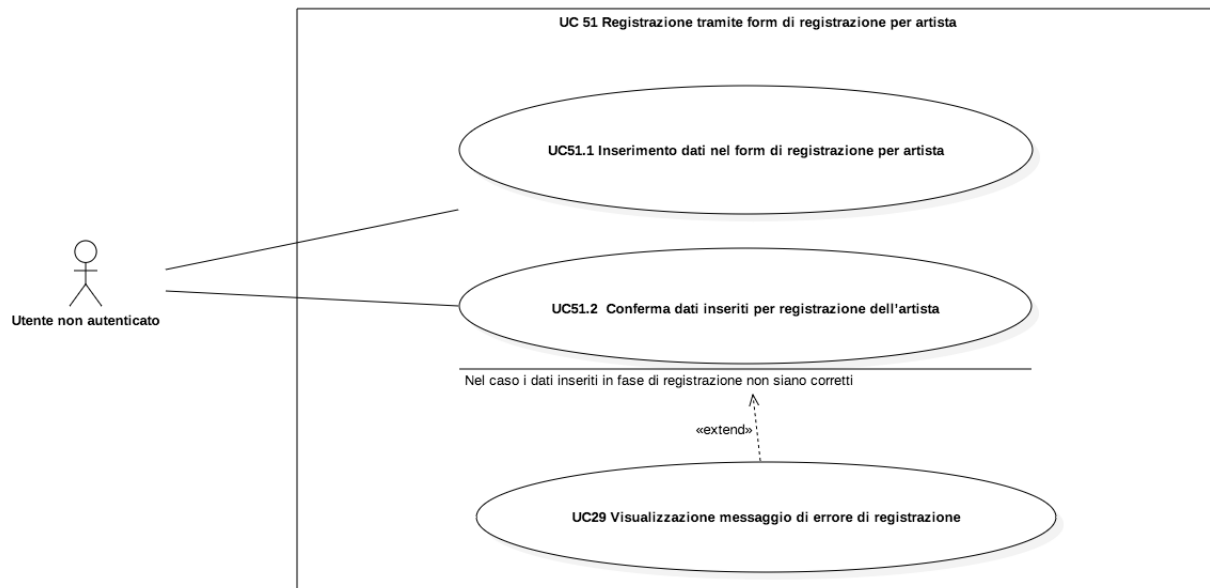 UC 51 Registrazione tramite form di registrazione per artista
UC51.1 Inserimento dati nel form di registrazione per artista
Utente non autenticato
UC51.2 Conferma dati inseriti per registrazione dell'artista
Nel caso i dati inseriti in fase di registrazione non siano corretti
«extend»
UC29 Visualizzazione messaggio di errore di registrazione